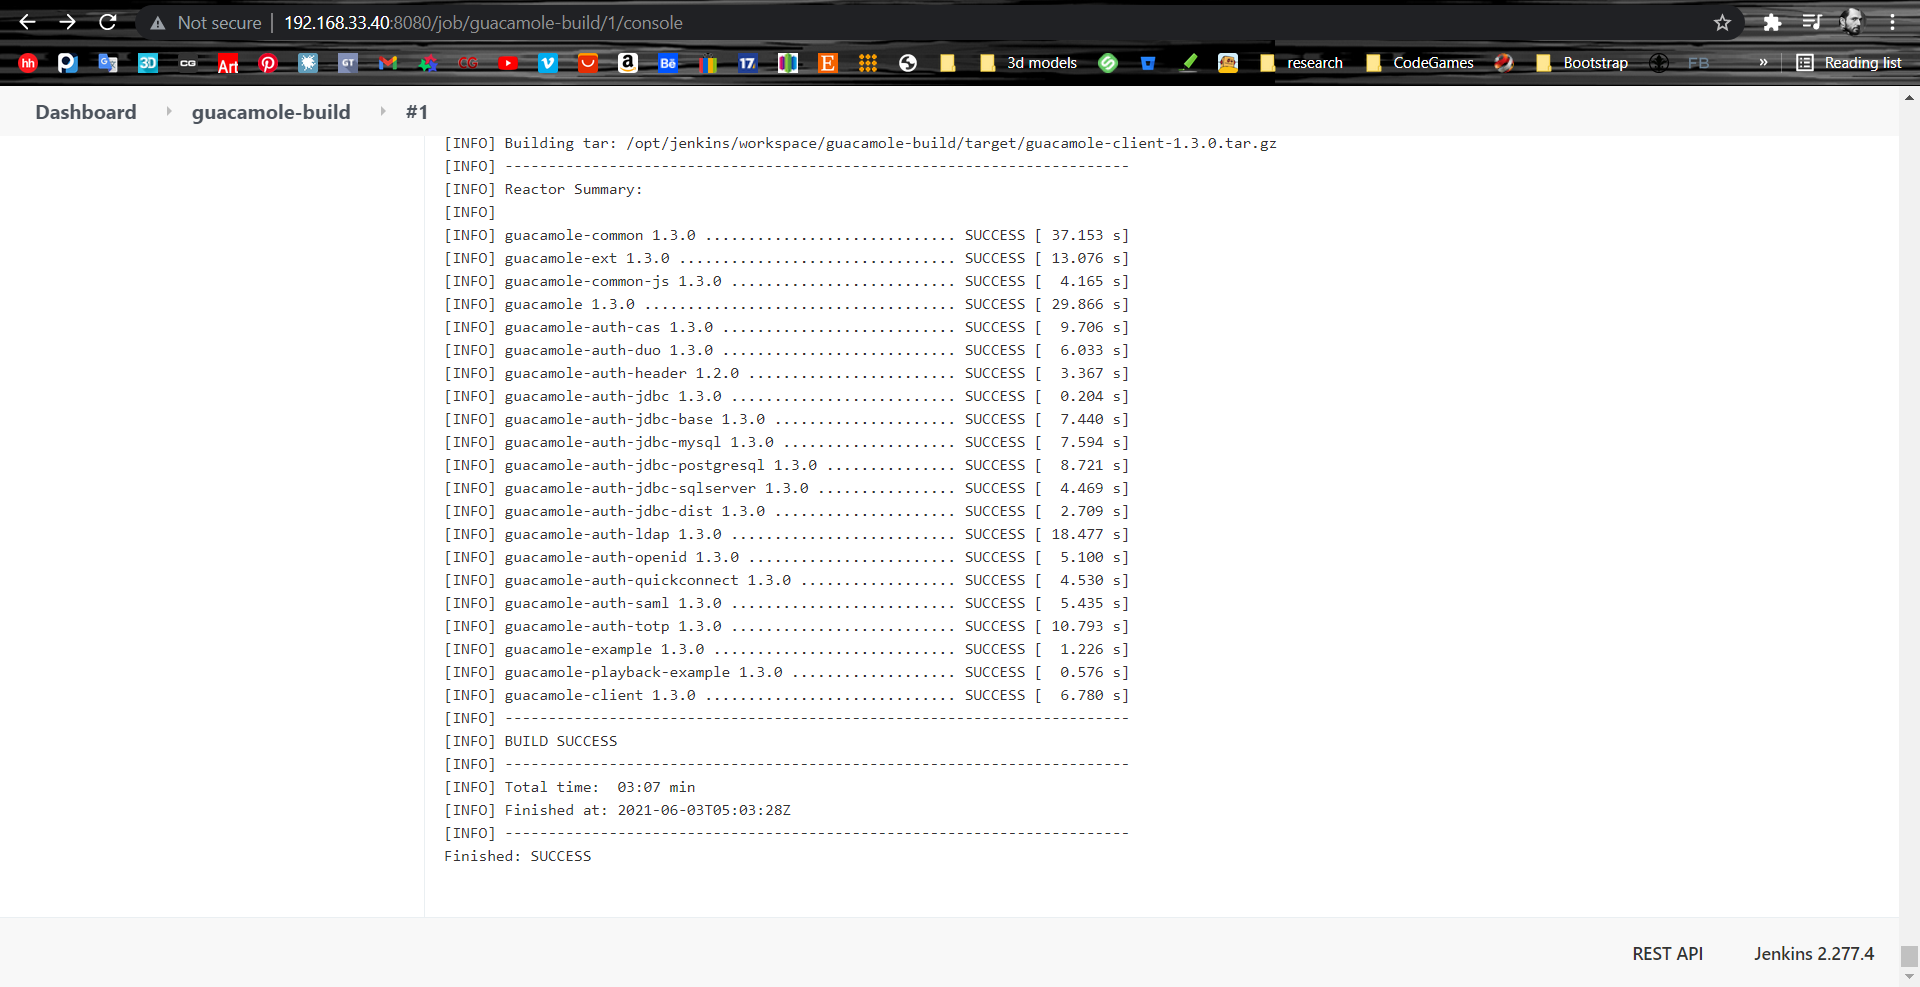 Not secure | 192.168.33.40:8080/job/guacamole-build/1/console
hh 3D CG Art GT CG a Bē 17 E 3d models research CodeGames Bootstrap FB » Reading list
Dashboard guacamole-build #1
[INFO] Building tar: /opt/jenkins/workspace/guacamole-build/target/guacamole-client-1.3.0.tar.gz
[INFO] ------------------------------------------------------------------------
[INFO] Reactor Summary:
[INFO]
[INFO] guacamole-common 1.3.0 ............................. SUCCESS [ 37.153 s]
[INFO] guacamole-ext 1.3.0 ................................ SUCCESS [ 13.076 s]
[INFO] guacamole-common-js 1.3.0 .......................... SUCCESS [  4.165 s]
[INFO] guacamole 1.3.0 .................................... SUCCESS [ 29.866 s]
[INFO] guacamole-auth-cas 1.3.0 ........................... SUCCESS [  9.706 s]
[INFO] guacamole-auth-duo 1.3.0 ........................... SUCCESS [  6.033 s]
[INFO] guacamole-auth-header 1.2.0 ........................ SUCCESS [  3.367 s]
[INFO] guacamole-auth-jdbc 1.3.0 .......................... SUCCESS [  0.204 s]
[INFO] guacamole-auth-jdbc-base 1.3.0 ..................... SUCCESS [  7.440 s]
[INFO] guacamole-auth-jdbc-mysql 1.3.0 .................... SUCCESS [  7.594 s]
[INFO] guacamole-auth-jdbc-postgresql 1.3.0 ............... SUCCESS [  8.721 s]
[INFO] guacamole-auth-jdbc-sqlserver 1.3.0 ................ SUCCESS [  4.469 s]
[INFO] guacamole-auth-jdbc-dist 1.3.0 ..................... SUCCESS [  2.709 s]
[INFO] guacamole-auth-ldap 1.3.0 .......................... SUCCESS [ 18.477 s]
[INFO] guacamole-auth-openid 1.3.0 ........................ SUCCESS [  5.100 s]
[INFO] guacamole-auth-quickconnect 1.3.0 .................. SUCCESS [  4.530 s]
[INFO] guacamole-auth-saml 1.3.0 .......................... SUCCESS [  5.435 s]
[INFO] guacamole-auth-totp 1.3.0 .......................... SUCCESS [ 10.793 s]
[INFO] guacamole-example 1.3.0 ............................ SUCCESS [  1.226 s]
[INFO] guacamole-playback-example 1.3.0 ................... SUCCESS [  0.576 s]
[INFO] guacamole-client 1.3.0 ............................. SUCCESS [  6.780 s]
[INFO] ------------------------------------------------------------------------
[INFO] BUILD SUCCESS
[INFO] ------------------------------------------------------------------------
[INFO] Total time:  03:07 min
[INFO] Finished at: 2021-06-03T05:03:28Z
[INFO] ------------------------------------------------------------------------
Finished: SUCCESS
REST API Jenkins 2.277.4